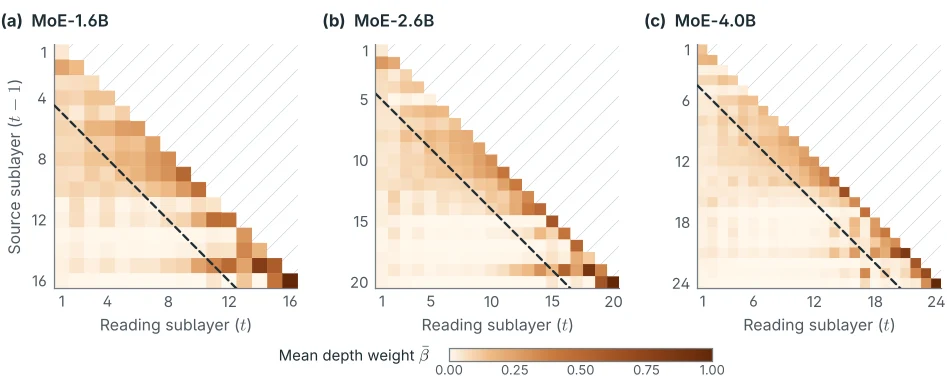 (a) MoE-1.6B
(b) MoE-2.6B
(c) MoE-4.0B
Source sublayer (t − 1)
1
4
8
12
16
1 4 8 12 16
Reading sublayer (t)
1
5
10
15
20
1 5 10 15 20
Reading sublayer (t)
1
6
12
18
24
1 6 12 18 24
Reading sublayer (t)
Mean depth weight β̄
0.00 0.25 0.50 0.75 1.00